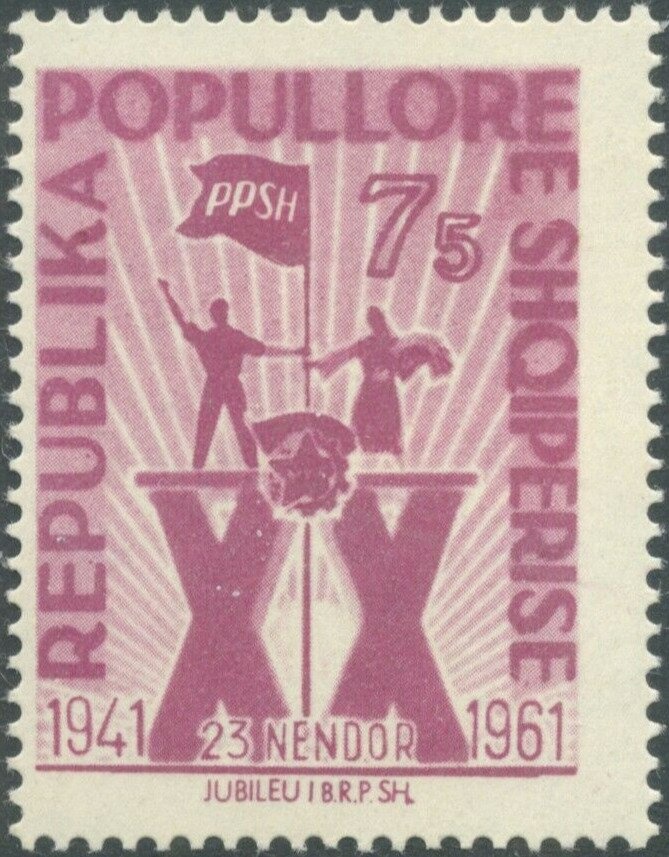 REPUBLIKA
POPULLORE
E SHQIPERISE
PPSH
75
XX
1941
23 NENDOR
1961
JUBILEU I B.R.P.SH.